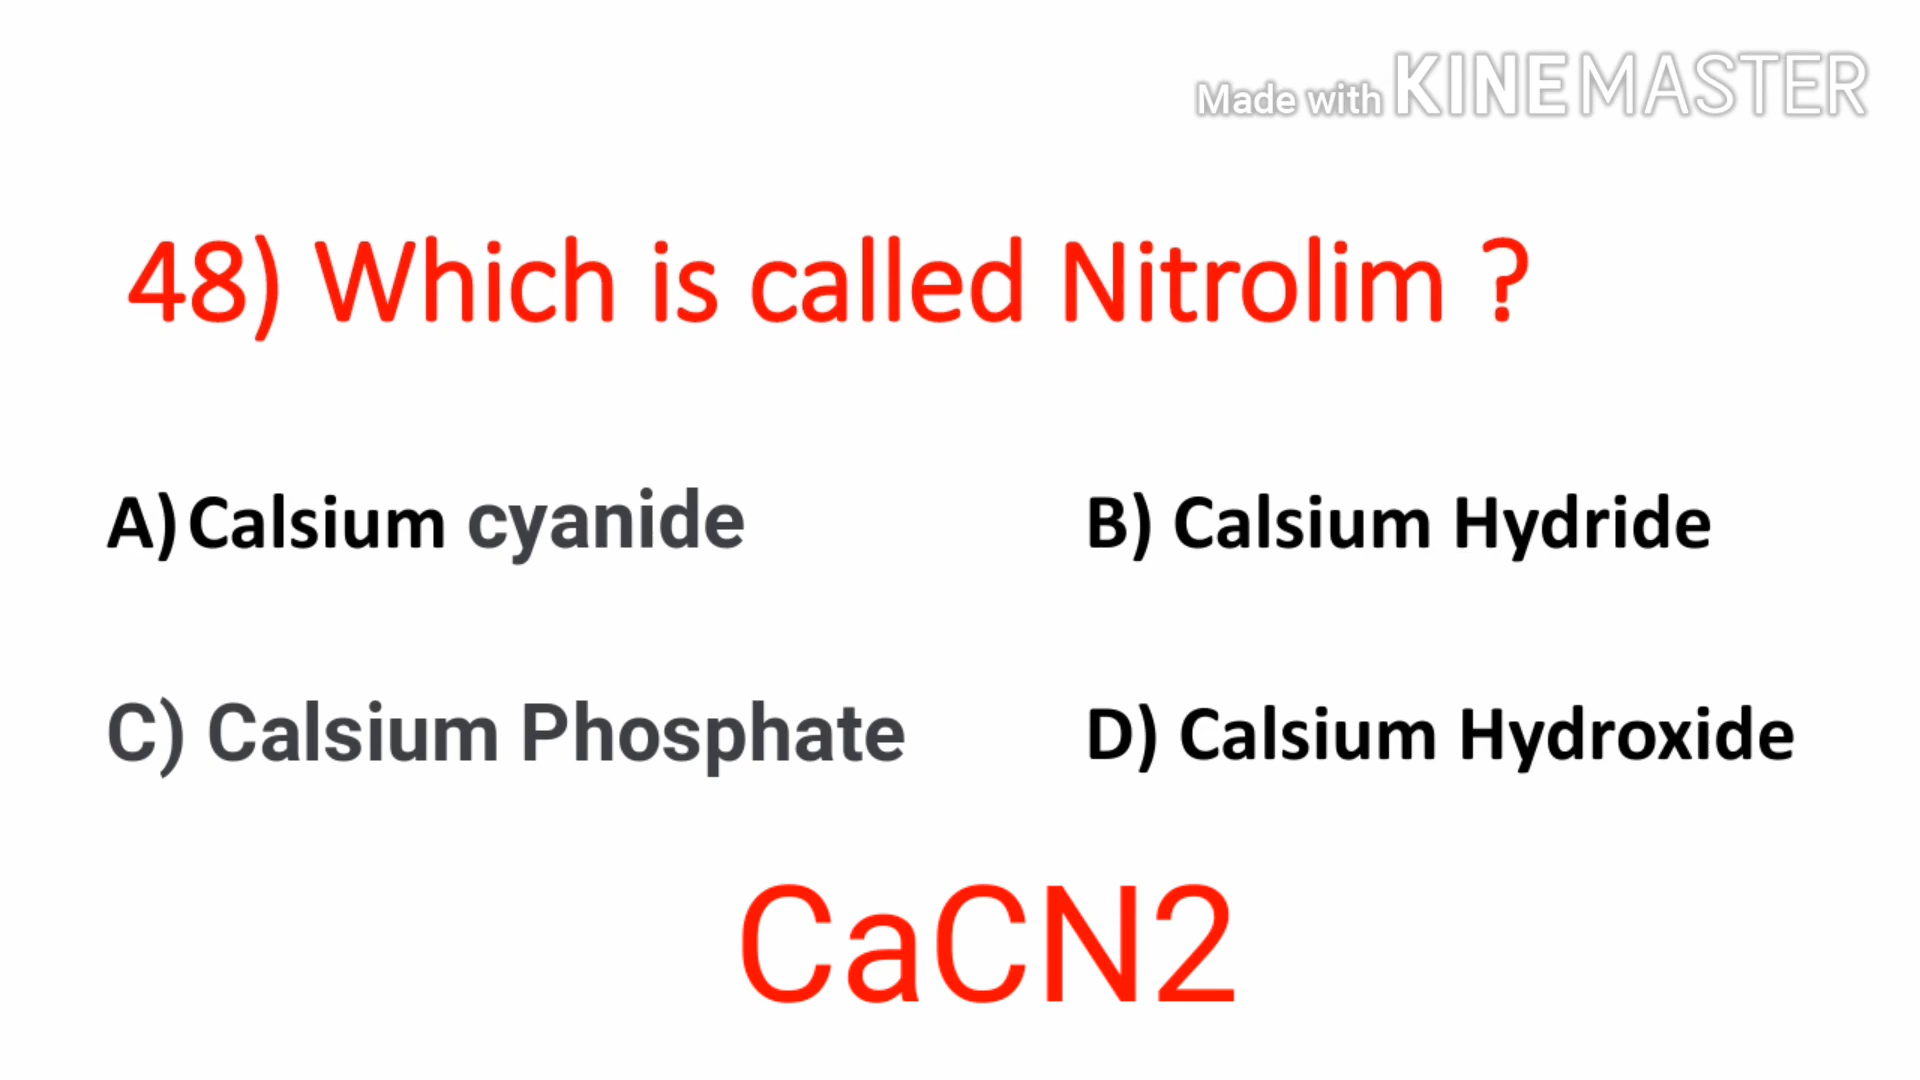 Made with KINEMASTER
48) Which is called Nitrolim ?
A) Calsium cyanide
B) Calsium Hydride
C) Calsium Phosphate
D) Calsium Hydroxide
CaCN2